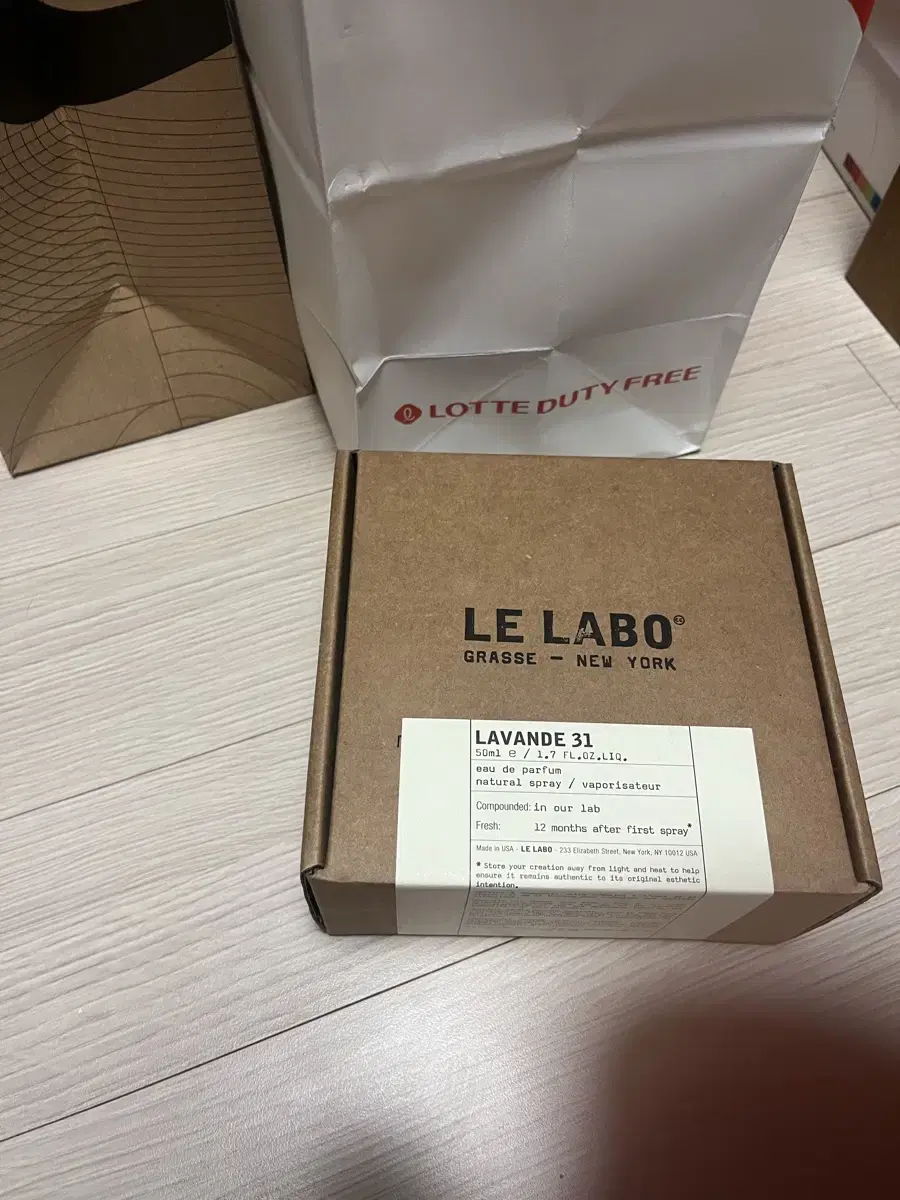 LOTTE DUTY FREE
LE LABO®
GRASSE — NEW YORK
LAVANDE 31
50ml e / 1.7 FL.OZ.LIQ.
eau de parfum
natural spray / vaporisateur
Compounded: in our lab
Fresh: 12 months after first spray*
Made in USA - LE LABO - 233 Elizabeth Street, New York, NY 10012 USA
* Store your creation away from light and heat to help
ensure it remains authentic to its original esthetic
intention.